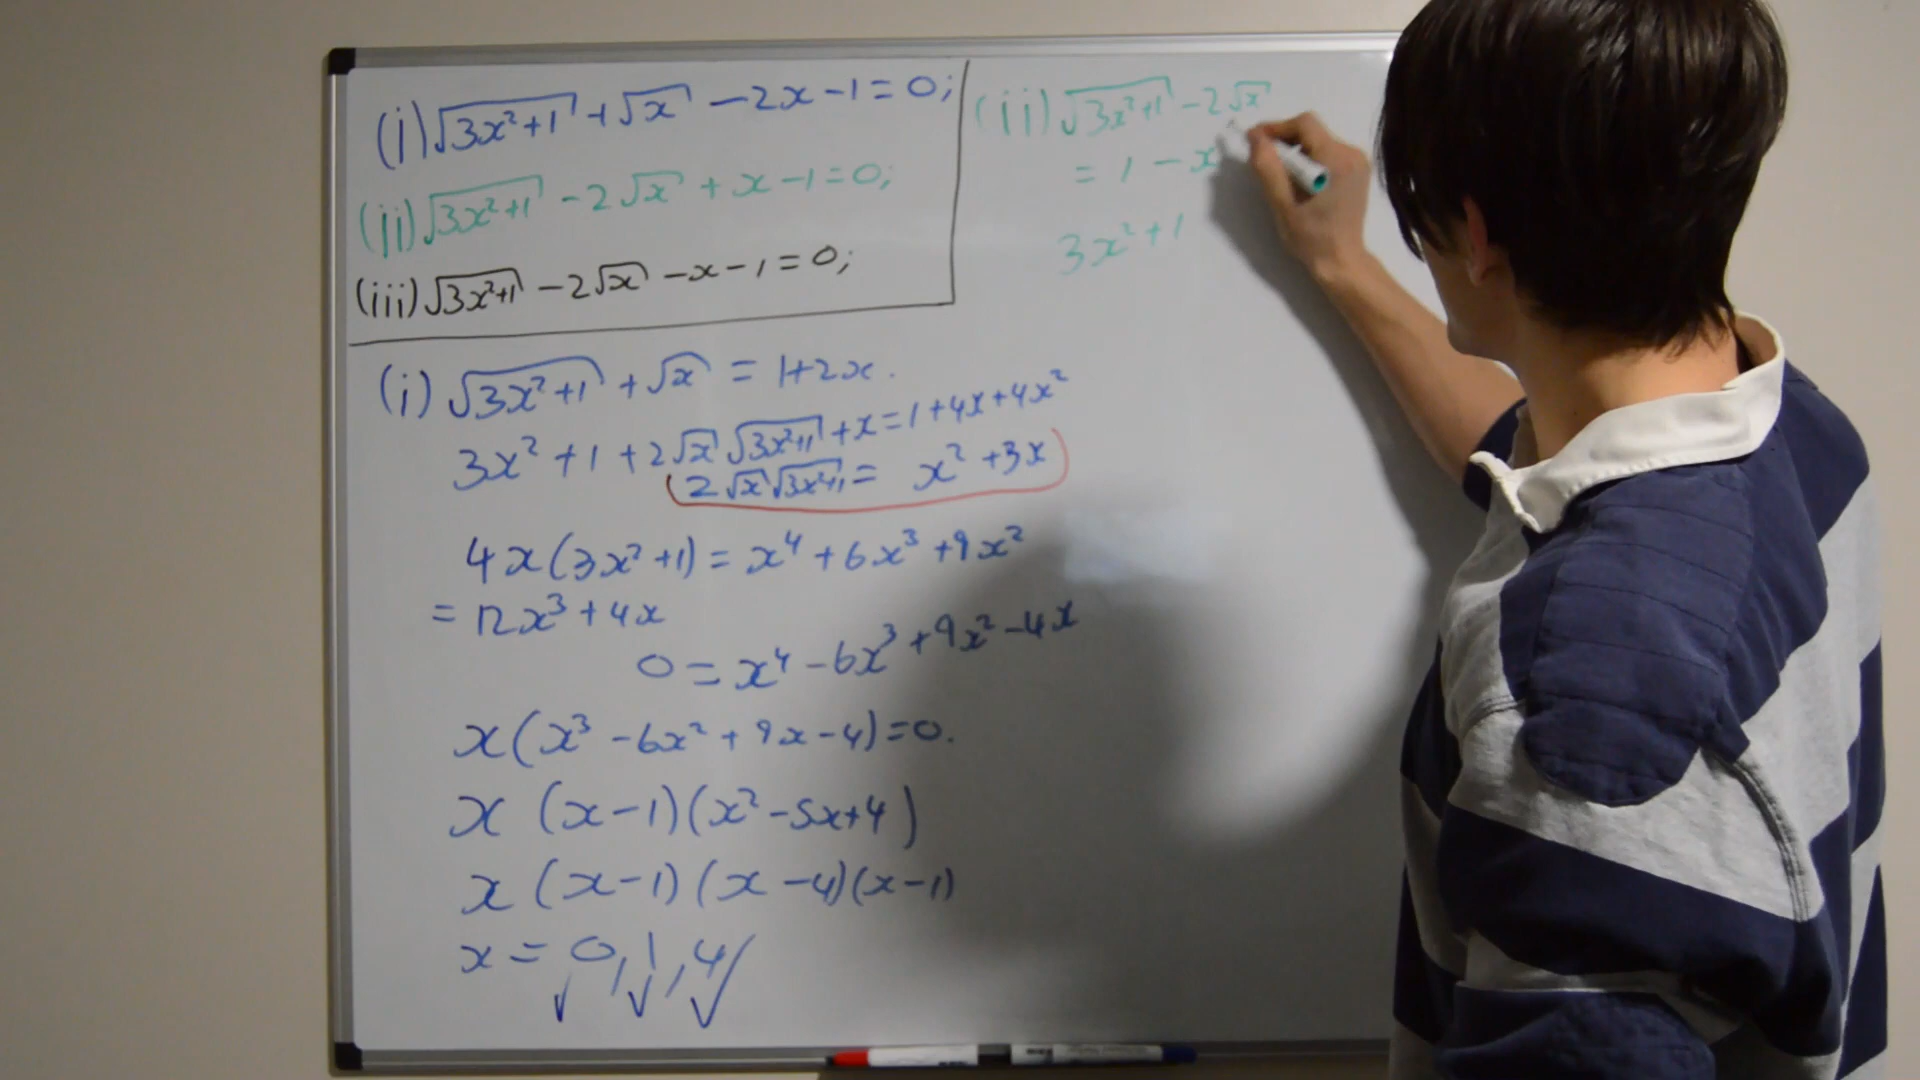 (i) √(3x²+1) + √x − 2x − 1 = 0;
(ii) √(3x²+1) − 2√x + x − 1 = 0;
(iii) √(3x²+1) − 2√x − x − 1 = 0;
(i) √(3x²+1) + √x = 1+2x.
3x² + 1 + 2√x √(3x²+1) + x = 1 + 4x + 4x²
2√x √(3x²+1) = x² + 3x
4x(3x²+1) = x⁴ + 6x³ + 9x²
= 12x³ + 4x
0 = x⁴ − 6x³ + 9x² − 4x
x(x³ − 6x² + 9x − 4) = 0.
x (x−1)(x² − 5x+4)
x (x−1)(x−4)(x−1)
x = 0, 1, 4
(ii) √(3x²+1) − 2√x
= 1 − x
3x² + 1